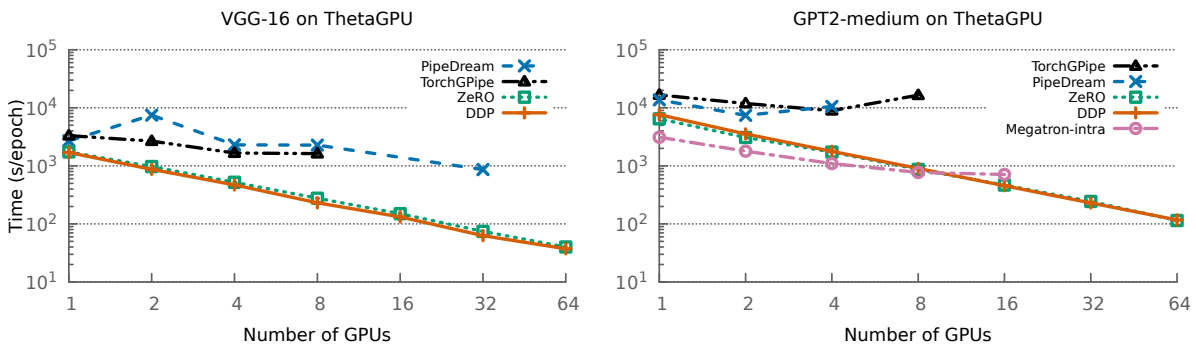 VGG-16 on ThetaGPU
Time (s/epoch)
10^5
10^4
10^3
10^2
10^1
PipeDream
TorchGPipe
ZeRO
DDP
1 2 4 8 16 32 64
Number of GPUs
GPT2-medium on ThetaGPU
10^5
10^4
10^3
10^2
10^1
TorchGPipe
PipeDream
ZeRO
DDP
Megatron-intra
1 2 4 8 16 32 64
Number of GPUs